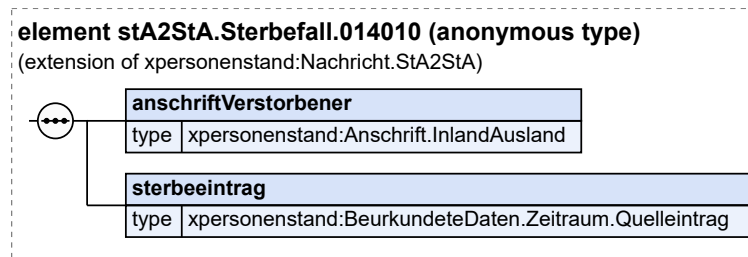 element stA2StA.Sterbefall.014010 (anonymous type)
(extension of xpersonenstand:Nachricht.StA2StA)
anschriftVerstorbener
type xpersonenstand:Anschrift.InlandAusland
sterbeeintrag
type xpersonenstand:BeurkundeteDaten.Zeitraum.Quelleintrag